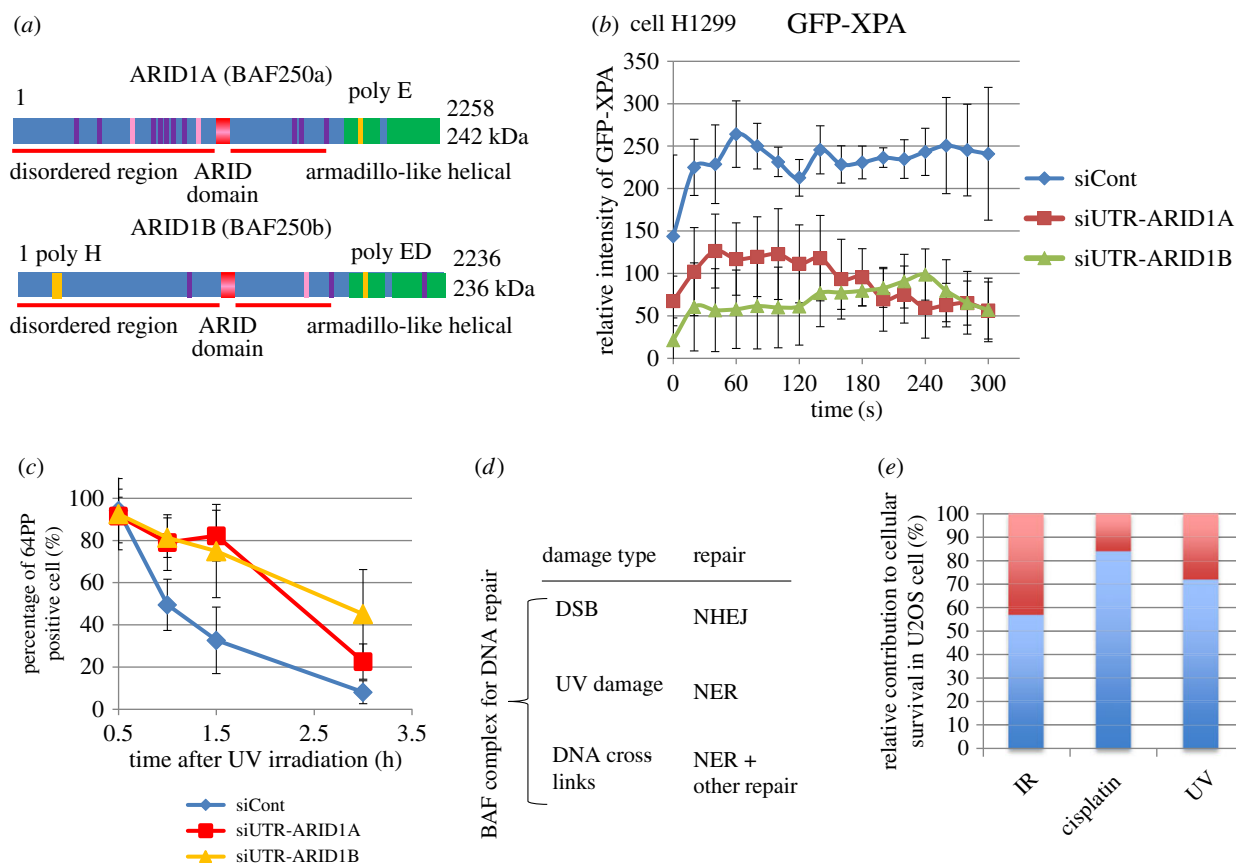 (a)
ARID1A (BAF250a)
1
poly E
2258
242 kDa
disordered region
ARID
domain
armadillo-like helical
ARID1B (BAF250b)
1 poly H
poly ED
2236
236 kDa
disordered region
ARID
domain
armadillo-like helical
(b) cell H1299
GFP-XPA
relative intensity of GFP-XPA
350
300
250
200
150
100
50
0
0
60
120
180
240
300
time (s)
siCont
siUTR-ARID1A
siUTR-ARID1B
(c)
percentage of 64PP
positive cell (%)
100
80
60
40
20
0
0.5
1.5
2.5
3.5
time after UV irradiation (h)
siCont
siUTR-ARID1A
siUTR-ARID1B
(d)
BAF complex for DNA repair
damage type
repair
DSB
NHEJ
UV damage
NER
DNA cross
links
NER +
other repair
(e)
relative contribution to cellular
survival in U2OS cell (%)
100
90
80
70
60
50
40
30
20
10
0
IR
cisplatin
UV